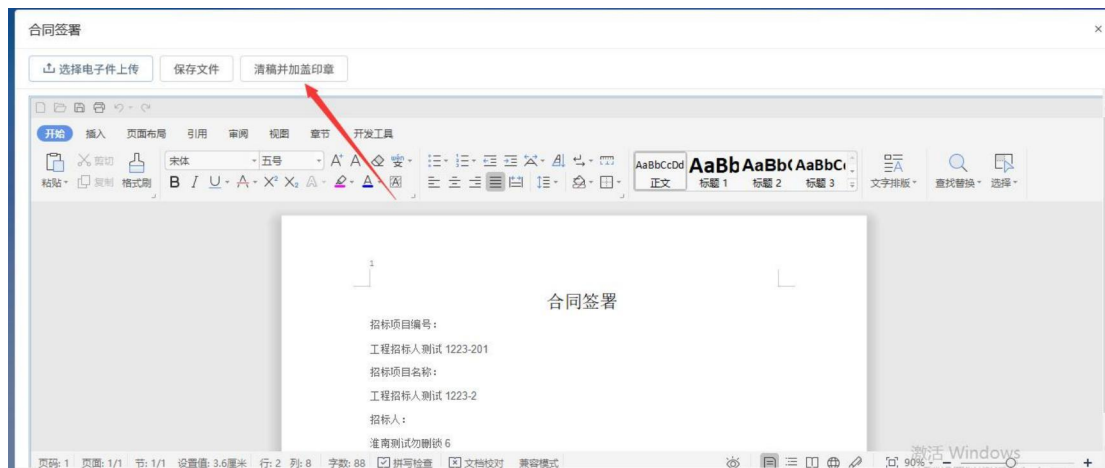 合同签署 ×
选择电子件上传 保存文件 清稿并加盖印章
开始 插入 页面布局 引用 审阅 视图 章节 开发工具
剪切 宋体 五号 A⁺ A AaBbCcDd AaBb AaBb( AaBbC(
粘贴 复制 格式刷 B I U A X² X₂ A A A 正文 标题 1 标题 2 标题 3 文字排版 查找替换 选择
1
合同签署
招标项目编号：
工程招标人测试 1223-201
招标项目名称：
工程招标人测试 1223-2
招标人：
淮南测试勿删锁 6
激活 Windows
页码: 1 页面: 1/1 节: 1/1 设置值: 3.6厘米 行: 2 列: 8 字数: 88 拼写检查 文档校对 兼容模式 90% - +